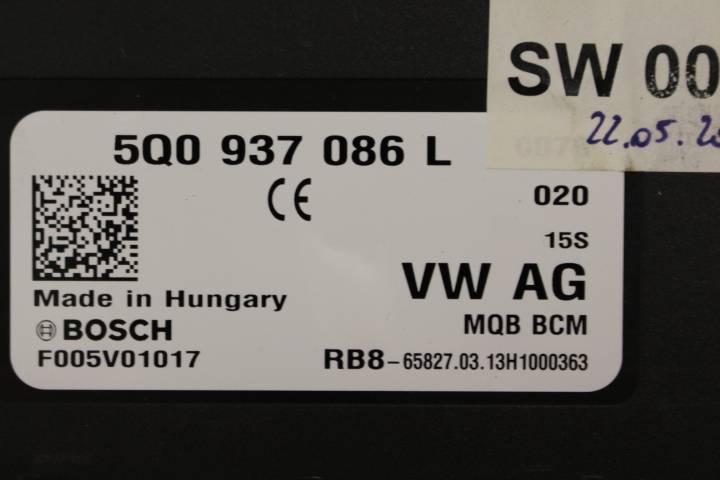 SW 00
22.05.2
5Q0 937 086 L
CE
020
15S
VW AG
Made in Hungary
MQB BCM
BOSCH
F005V01017
RB8-65827.03.13H1000363